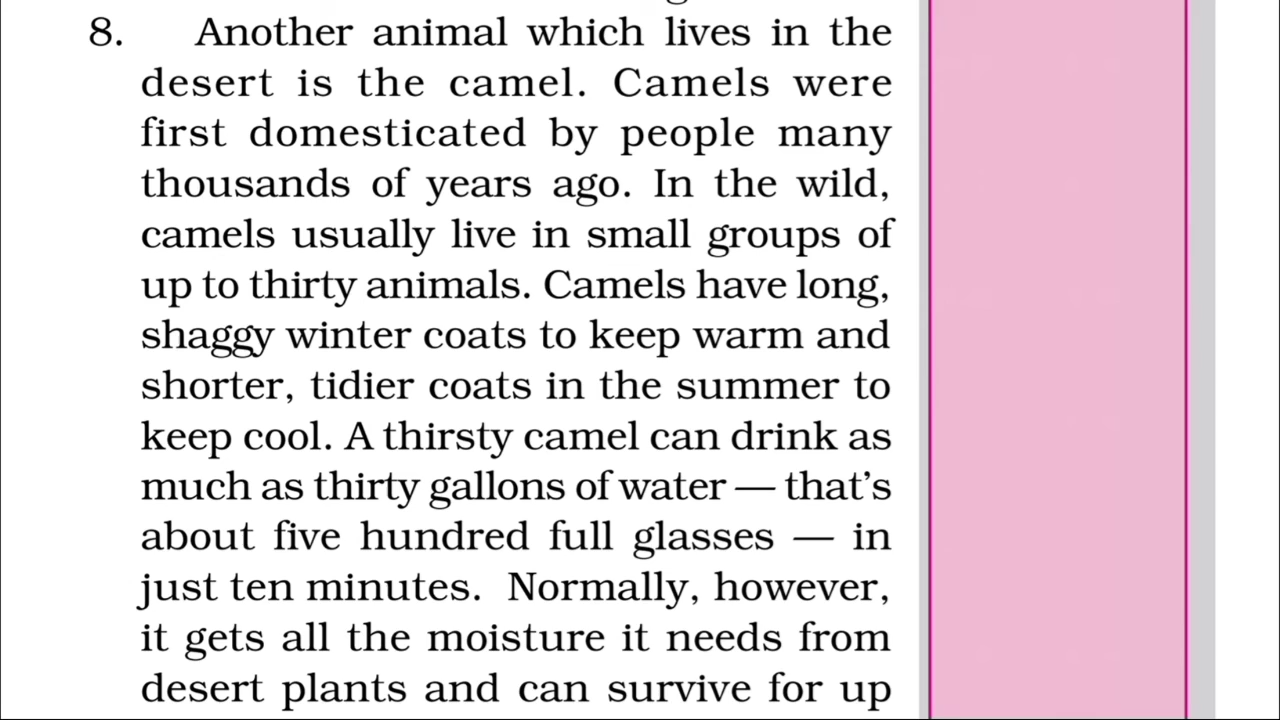 8. Another animal which lives in the
desert is the camel. Camels were
first domesticated by people many
thousands of years ago. In the wild,
camels usually live in small groups of
up to thirty animals. Camels have long,
shaggy winter coats to keep warm and
shorter, tidier coats in the summer to
keep cool. A thirsty camel can drink as
much as thirty gallons of water — that’s
about five hundred full glasses — in
just ten minutes. Normally, however,
it gets all the moisture it needs from
desert plants and can survive for up